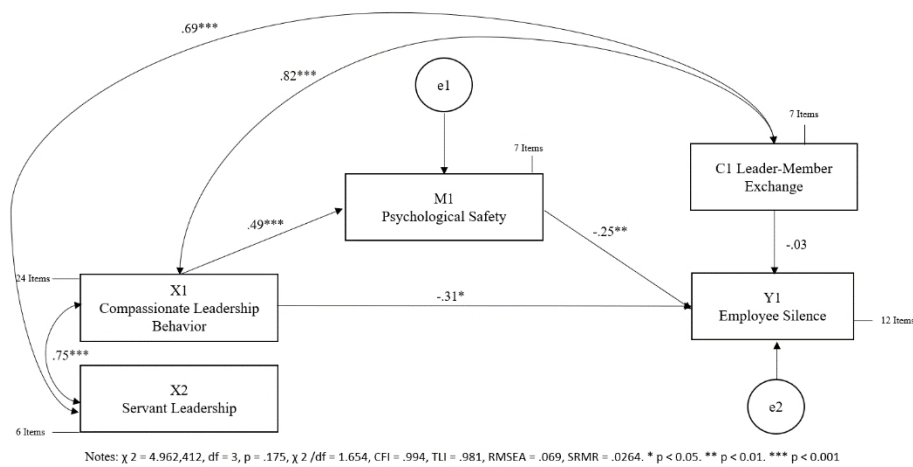 .69***
.82***
e1
7 Items
7 Items
C1 Leader-Member
Exchange
M1
Psychological Safety
.49***
-.25**
-.03
24 Items
X1
Compassionate Leadership
Behavior
-.31*
Y1
Employee Silence
12 Items
.75***
X2
Servant Leadership
e2
6 Items
Notes: χ 2 = 4.962,412, df = 3, p = .175, χ 2 /df = 1.654, CFI = .994, TLI = .981, RMSEA = .069, SRMR = .0264. * p < 0.05. ** p < 0.01. *** p < 0.001